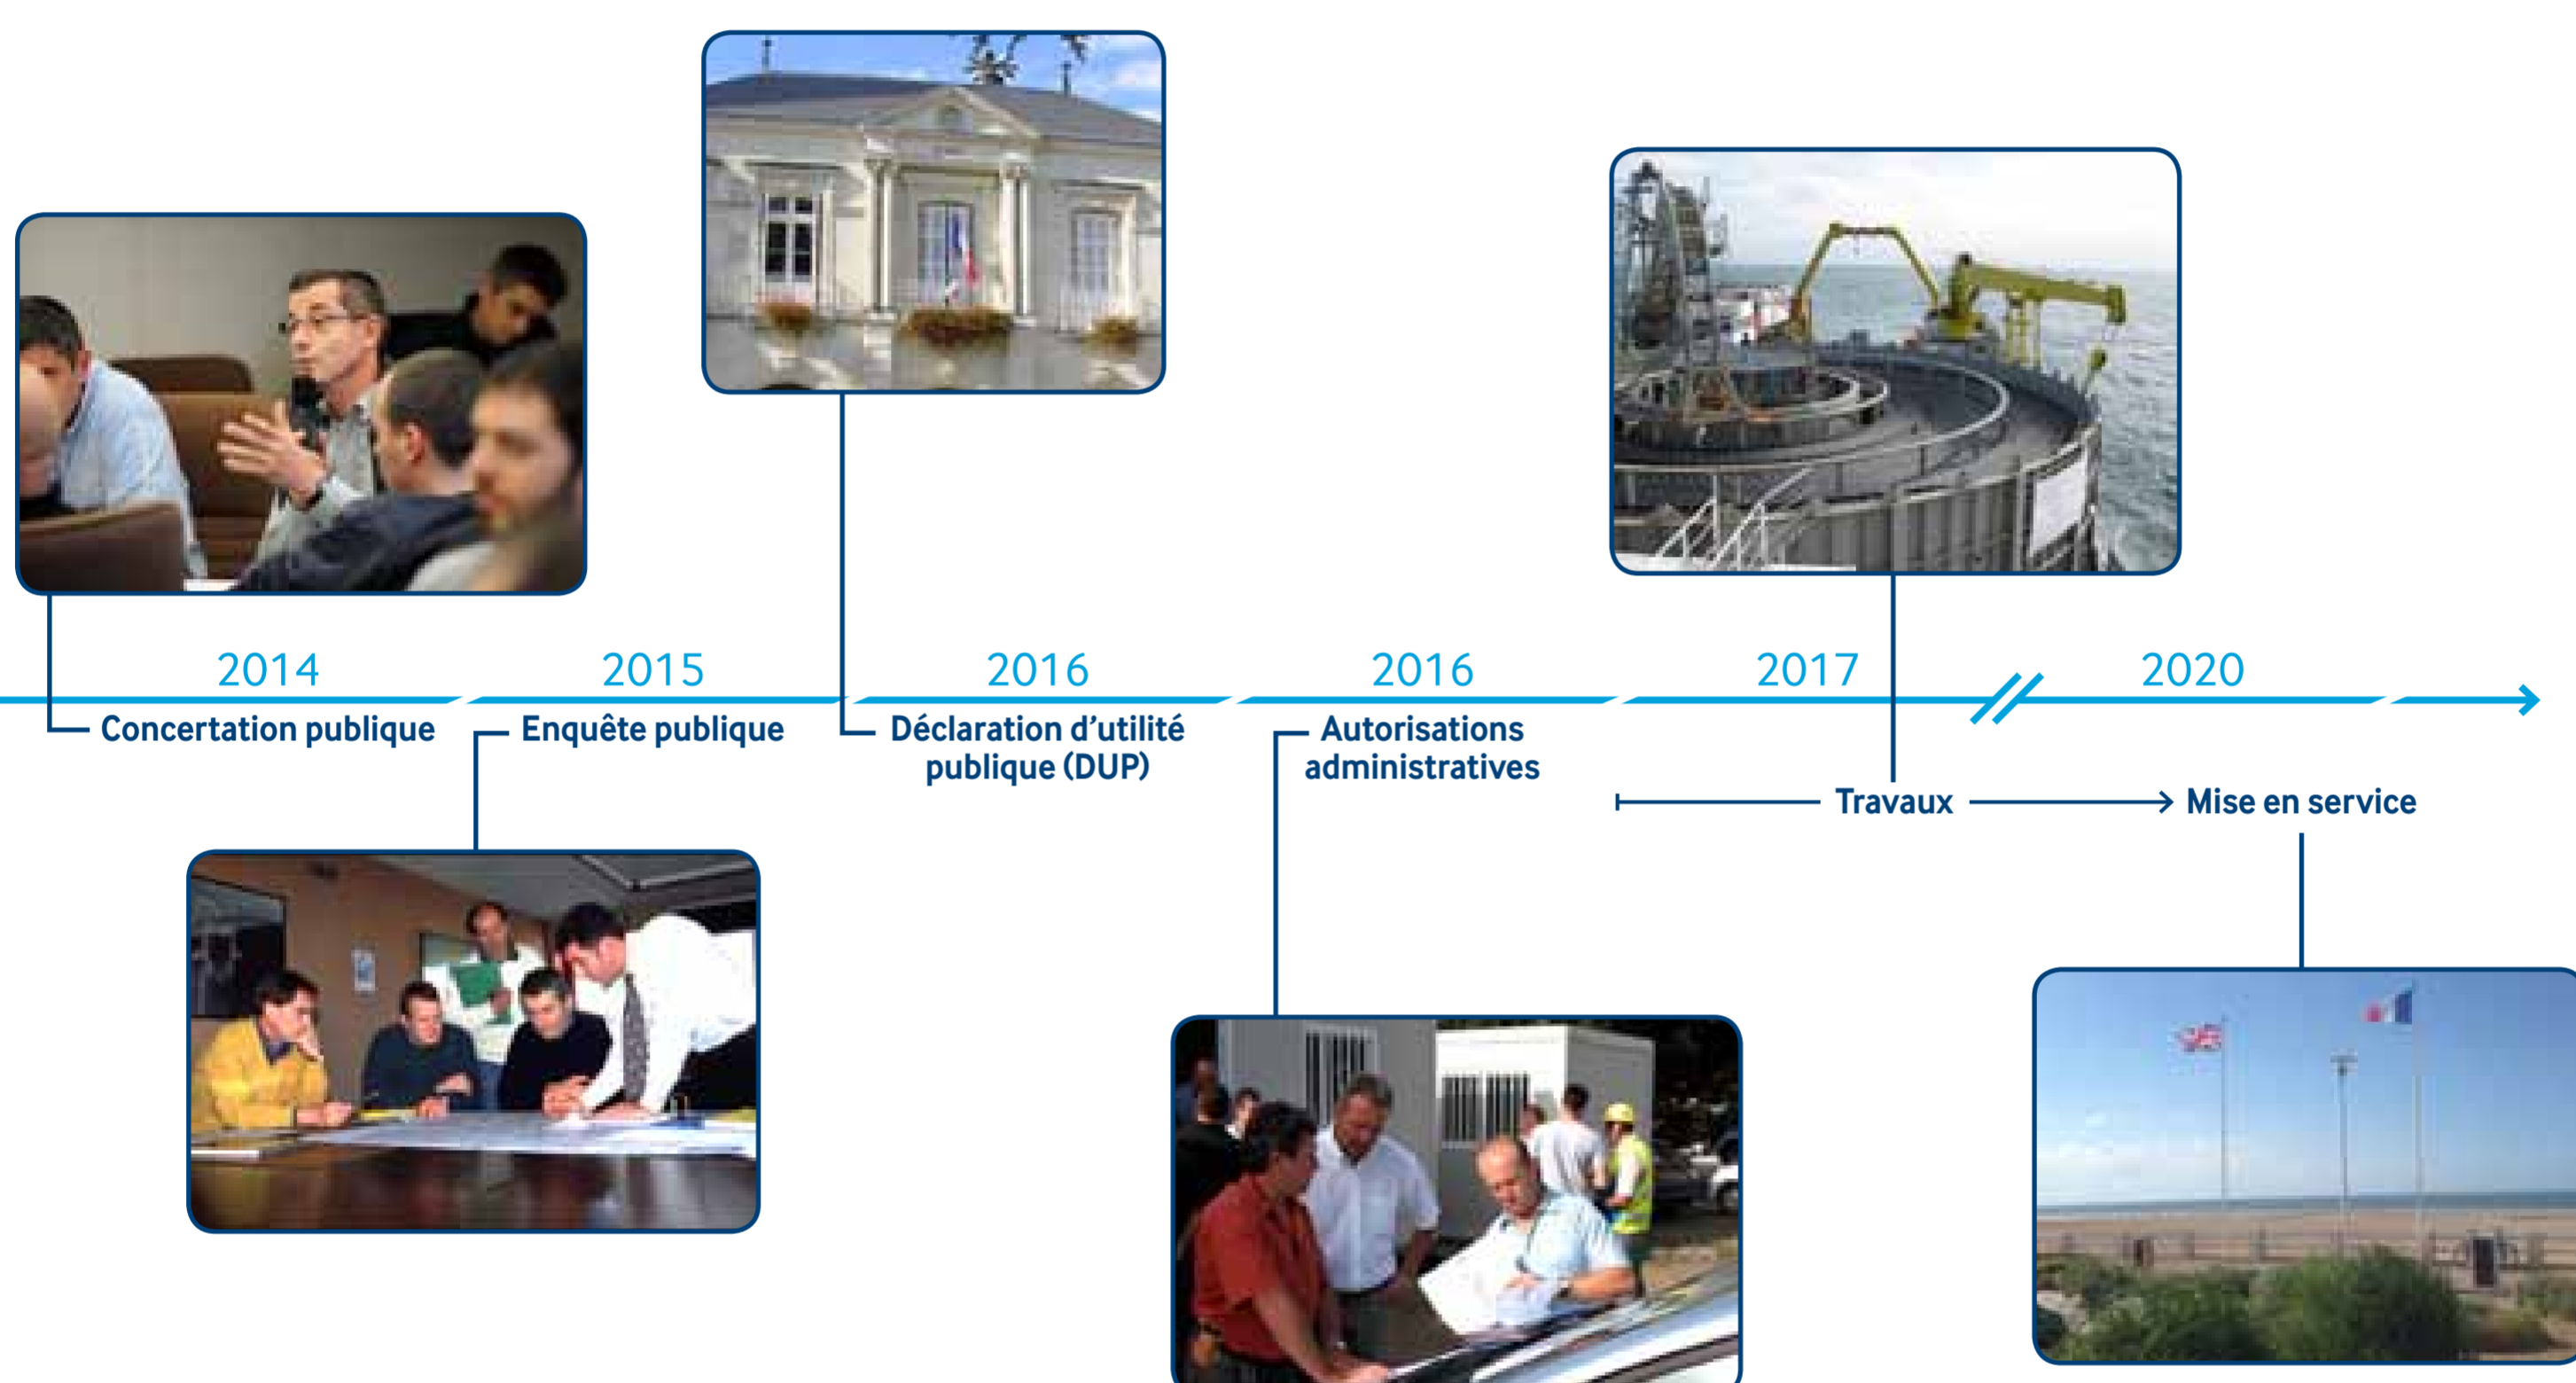 2014
2015
2016
2016
2017
2020
Concertation publique
Enquête publique
Déclaration d’utilité
publique (DUP)
Autorisations
administratives
Travaux
Mise en service